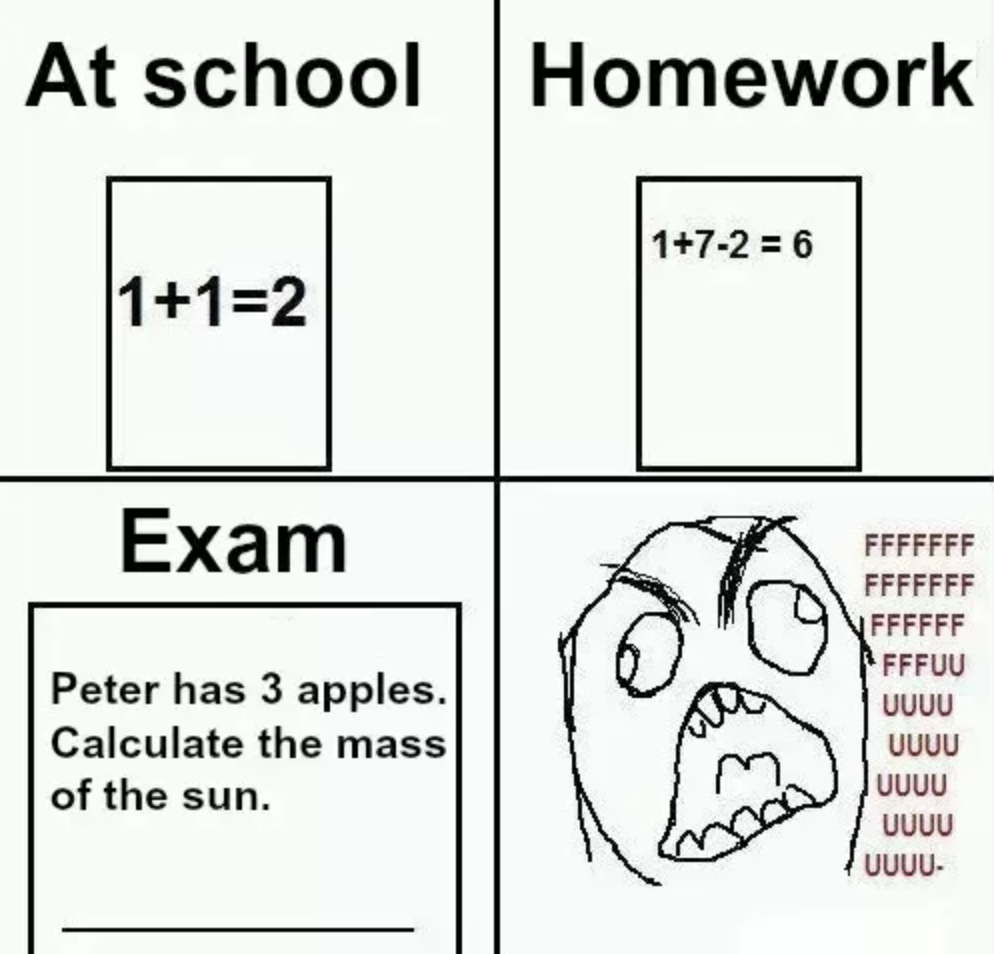 At school
1+1=2
Homework
1+7-2 = 6
Exam
Peter has 3 apples.
Calculate the mass
of the sun.
FFFFFFF
FFFFFFF
FFFFFF
FFFUU
UUUU
UUUU
UUUU
UUUU
UUUU-